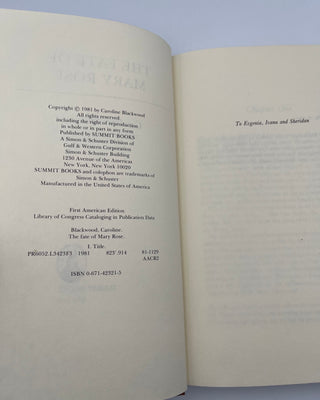 Copyright © 1981 by Caroline Blackwood
All rights reserved,
including the right of reproduction
in whole or in part in any form
Published by SUMMIT BOOKS
A Simon & Schuster Division of
Gulf & Western Corporation
Simon & Schuster Building
1230 Avenue of the Americas
New York, New York 10020
SUMMIT BOOKS and colophon are trademarks of
Simon & Schuster
Manufactured in the United States of America
First American Edition
Library of Congress Cataloging in Publication Data
Blackwood, Caroline.
The fate of Mary Rose.
I. Title.
PR6052.L3423F3 1981 823'.914 81-1129
AACR2
ISBN 0-671-42321-3
To Evgenia, Ivana and Sheridan